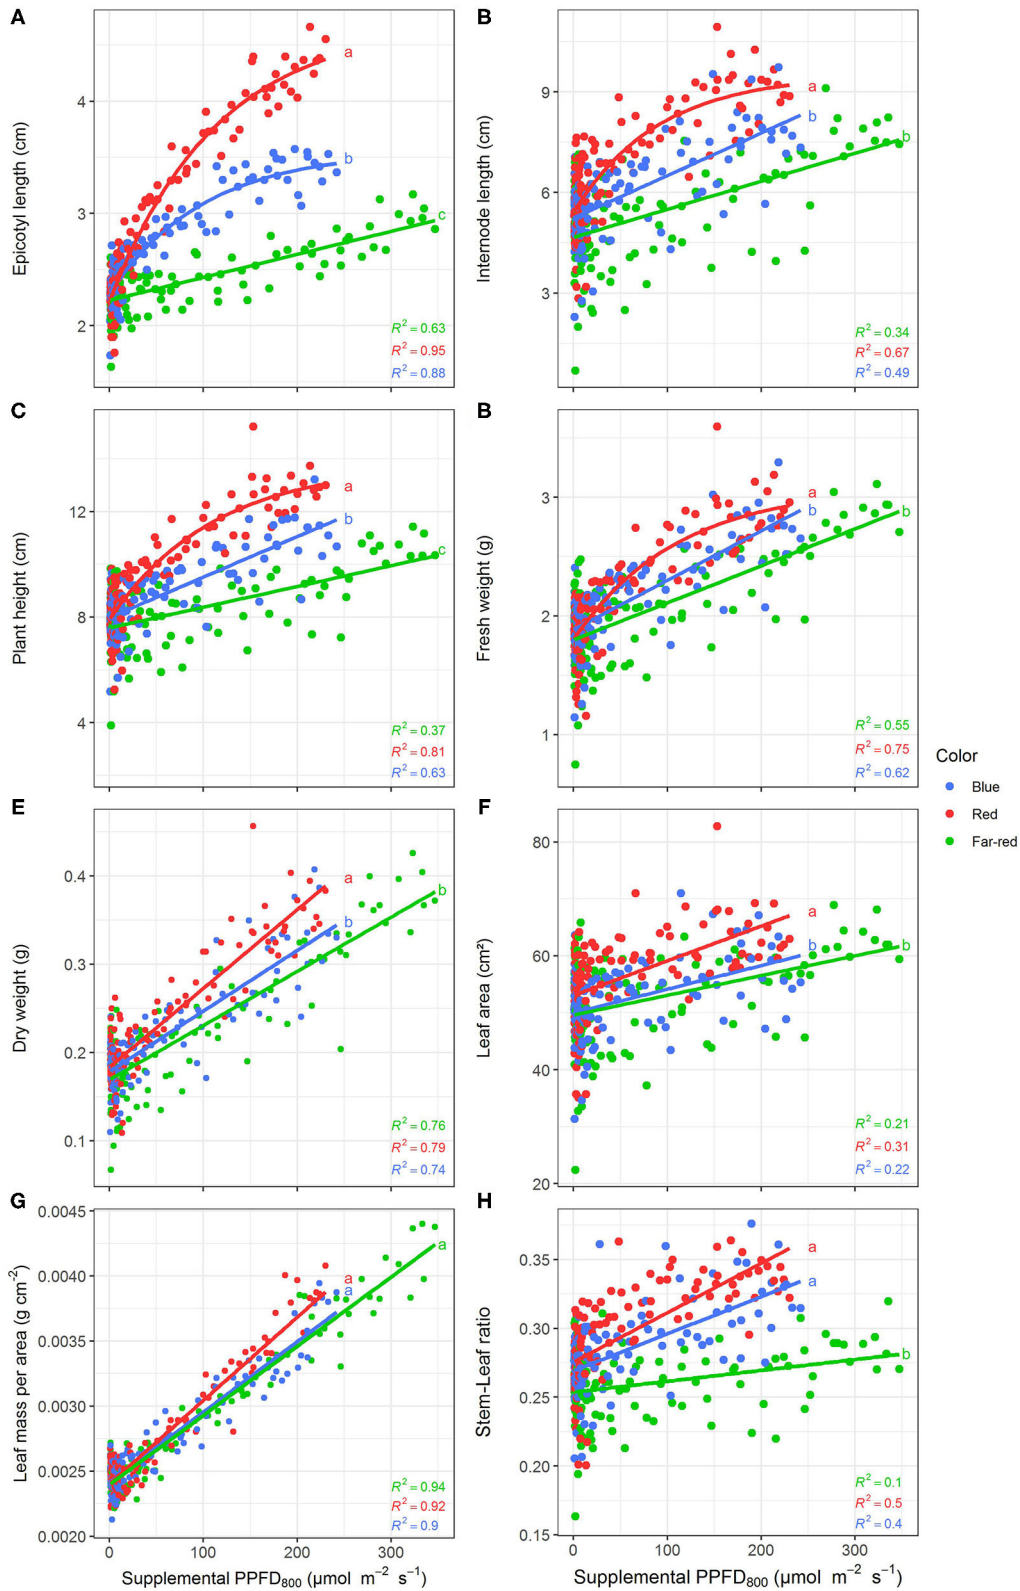 A
B
Epicotyl length (cm)
4
3
2
a
b
c
R² = 0.63
R² = 0.95
R² = 0.88
Internode length (cm)
9
6
3
a
b
b
R² = 0.34
R² = 0.67
R² = 0.49
0 100 200 300
C
B
Plant height (cm)
12
8
4
a
b
c
R² = 0.37
R² = 0.81
R² = 0.63
Fresh weight (g)
3
2
1
a
b
b
R² = 0.55
R² = 0.75
R² = 0.62
Color
Blue
Red
Far-red
E
F
Dry weight (g)
0.4
0.3
0.2
0.1
a
b
b
R² = 0.76
R² = 0.79
R² = 0.74
Leaf area (cm²)
80
60
40
20
a
b
b
R² = 0.21
R² = 0.31
R² = 0.22
G
H
Leaf mass per area (g cm⁻²)
0.0045
0.0040
0.0035
0.0030
0.0025
0.0020
a
a
a
R² = 0.94
R² = 0.92
R² = 0.9
Stem-Leaf ratio
0.35
0.30
0.25
0.20
0.15
a
a
b
R² = 0.1
R² = 0.5
R² = 0.4
0 100 200 300
0 100 200 300
Supplemental PPFD₈₀₀ (μmol m⁻² s⁻¹)
Supplemental PPFD₈₀₀ (μmol m⁻² s⁻¹)